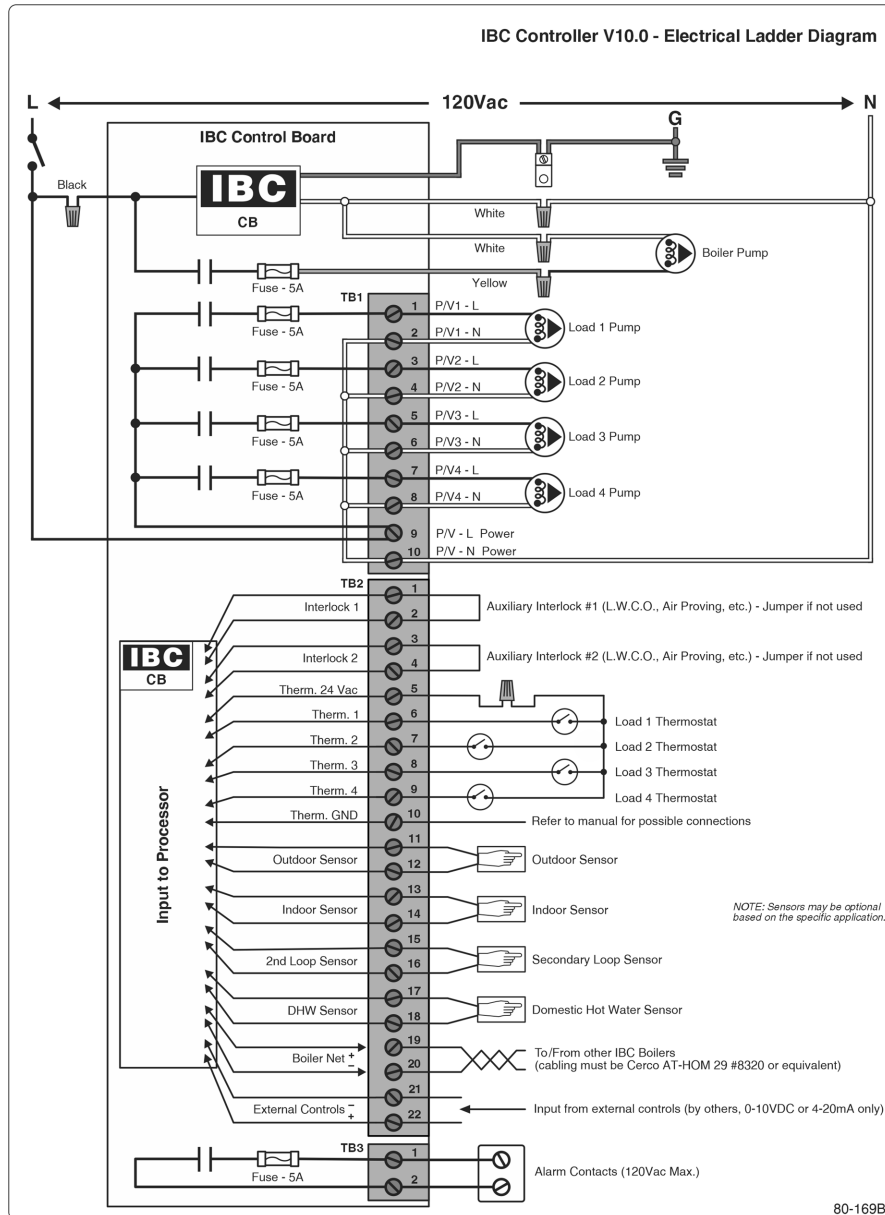 IBC Controller V10.0 - Electrical Ladder Diagram
L
120Vac
N
G
IBC Control Board
Black
IBC
CB
White
White
Boiler Pump
Yellow
Fuse - 5A
TB1
1 P/V1 - L
Fuse - 5A
Load 1 Pump
2 P/V1 - N
3 P/V2 - L
Fuse - 5A
Load 2 Pump
4 P/V2 - N
5 P/V3 - L
Fuse - 5A
Load 3 Pump
6 P/V3 - N
7 P/V4 - L
Fuse - 5A
Load 4 Pump
8 P/V4 - N
9 P/V - L Power
10 P/V - N Power
TB2
1
Interlock 1
Auxiliary Interlock #1 (L.W.C.O., Air Proving, etc.) - Jumper if not used
2
3
IBC
CB
Interlock 2
Auxiliary Interlock #2 (L.W.C.O., Air Proving, etc.) - Jumper if not used
4
Therm. 24 Vac 5
Therm. 1 6 Load 1 Thermostat
Therm. 2 7 Load 2 Thermostat
Therm. 3 8 Load 3 Thermostat
Therm. 4 9 Load 4 Thermostat
Therm. GND 10 Refer to manual for possible connections
Input to Processor
11
Outdoor Sensor 12 Outdoor Sensor
13
Indoor Sensor 14 Indoor Sensor
NOTE: Sensors may be optional
based on the specific application.
15
2nd Loop Sensor 16 Secondary Loop Sensor
17
DHW Sensor 18 Domestic Hot Water Sensor
19
Boiler Net + -
20
To/From other IBC Boilers
(cabling must be Cerco AT-HOM 29 #8320 or equivalent)
21
External Controls - +
22
Input from external controls (by others, 0-10VDC or 4-20mA only)
TB3
1
Fuse - 5A
2
Alarm Contacts (120Vac Max.)
80-169B